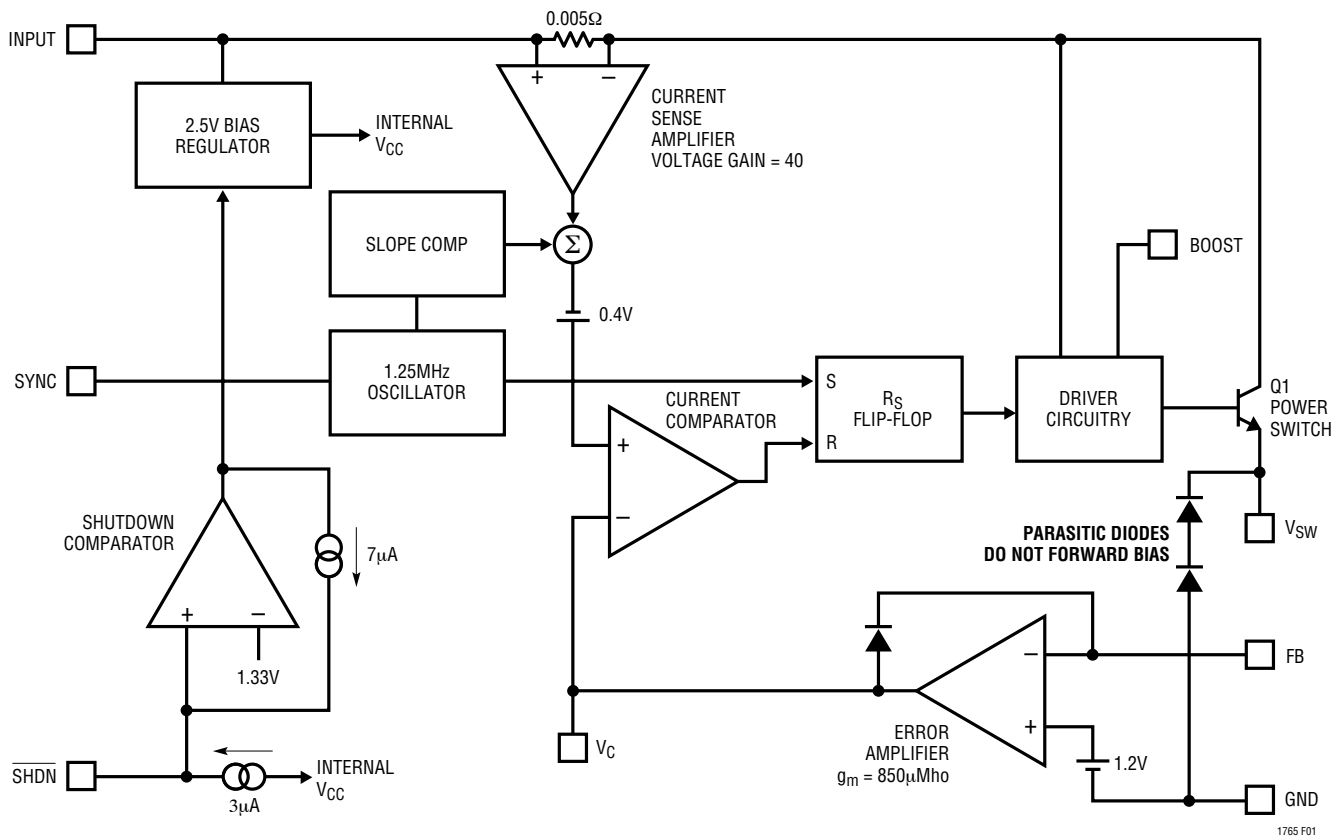 INPUT
0.005Ω
+
–
2.5V BIAS
REGULATOR
INTERNAL
VCC
CURRENT
SENSE
AMPLIFIER
VOLTAGE GAIN = 40
SLOPE COMP
Σ
BOOST
0.4V
SYNC
1.25MHz
OSCILLATOR
S
R
RS
FLIP-FLOP
DRIVER
CIRCUITRY
Q1
POWER
SWITCH
CURRENT
COMPARATOR
+
–
SHUTDOWN
COMPARATOR
7µA
PARASITIC DIODES
DO NOT FORWARD BIAS
VSW
+
–
1.33V
–
+
FB
ERROR
AMPLIFIER
gm = 850µMho
1.2V
VC
SHDN
INTERNAL
VCC
3µA
GND
1765 F01